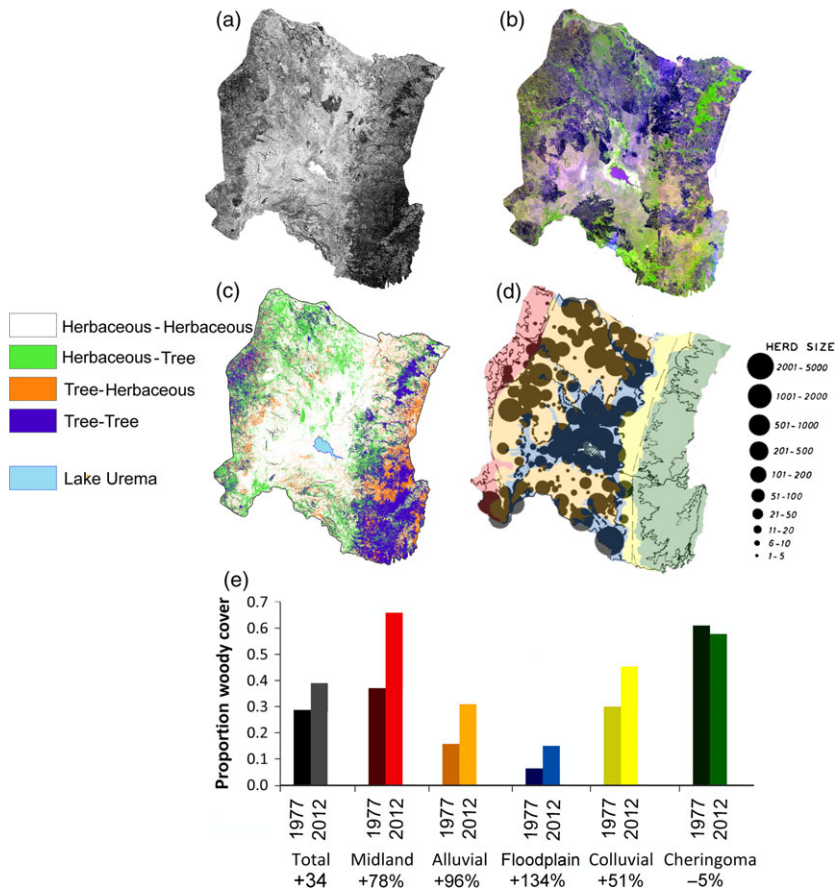 (a)
(b)
(c)
(d)
Herbaceous - Herbaceous
Herbaceous - Tree
Tree-Herbaceous
Tree-Tree
Lake Urema
HERD SIZE
2001 - 5000
1001 - 2000
501 - 1000
201 - 500
101 - 200
51 - 100
21 - 50
11 - 20
6 - 10
1 - 5
(e)
Proportion woody cover
0.7
0.6
0.5
0.4
0.3
0.2
0.1
0.0
1977 2012 1977 2012 1977 2012 1977 2012 1977 2012 1977 2012
Total Midland Alluvial Floodplain Colluvial Cheringoma
+34 +78% +96% +134% +51% –5%